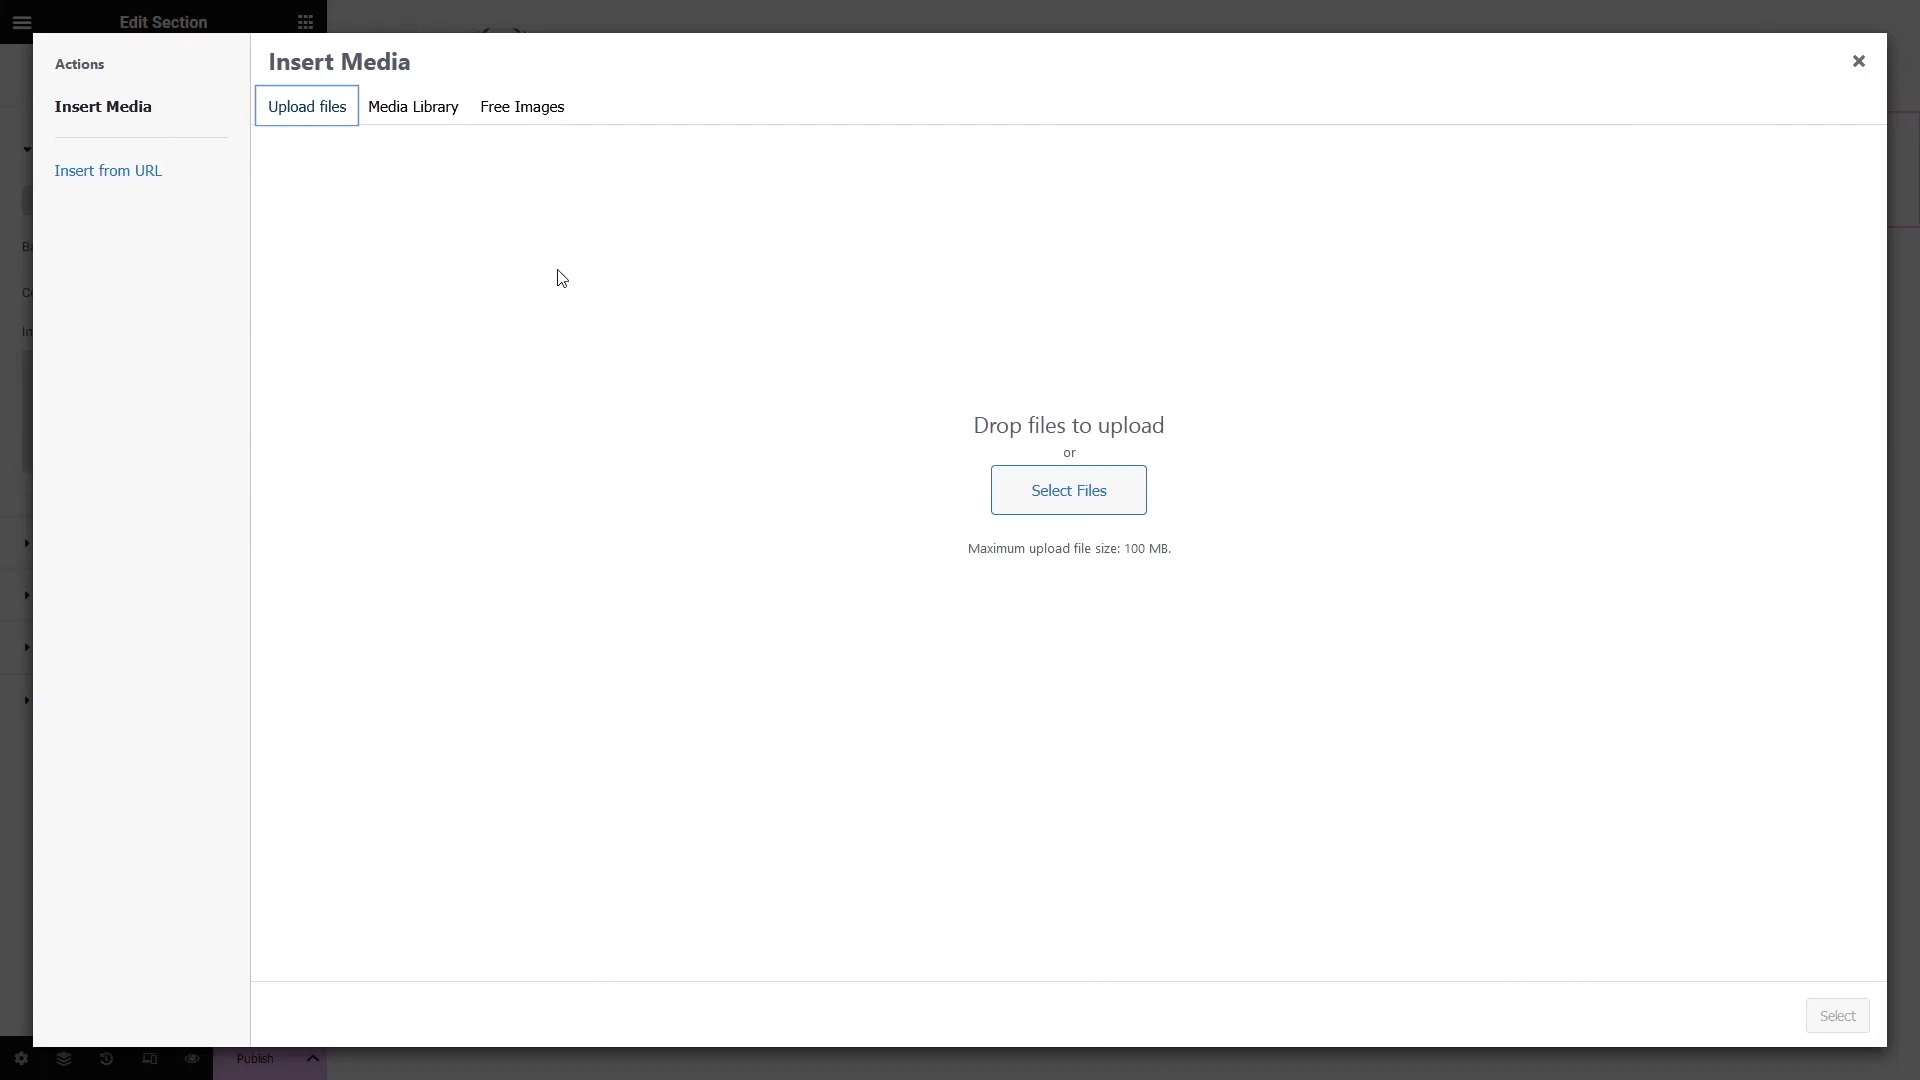 Edit Section
Actions
Insert Media
Insert from URL
Insert Media
Upload files
Media Library
Free Images
Drop files to upload
or
Select Files
Maximum upload file size: 100 MB.
Select
Publish